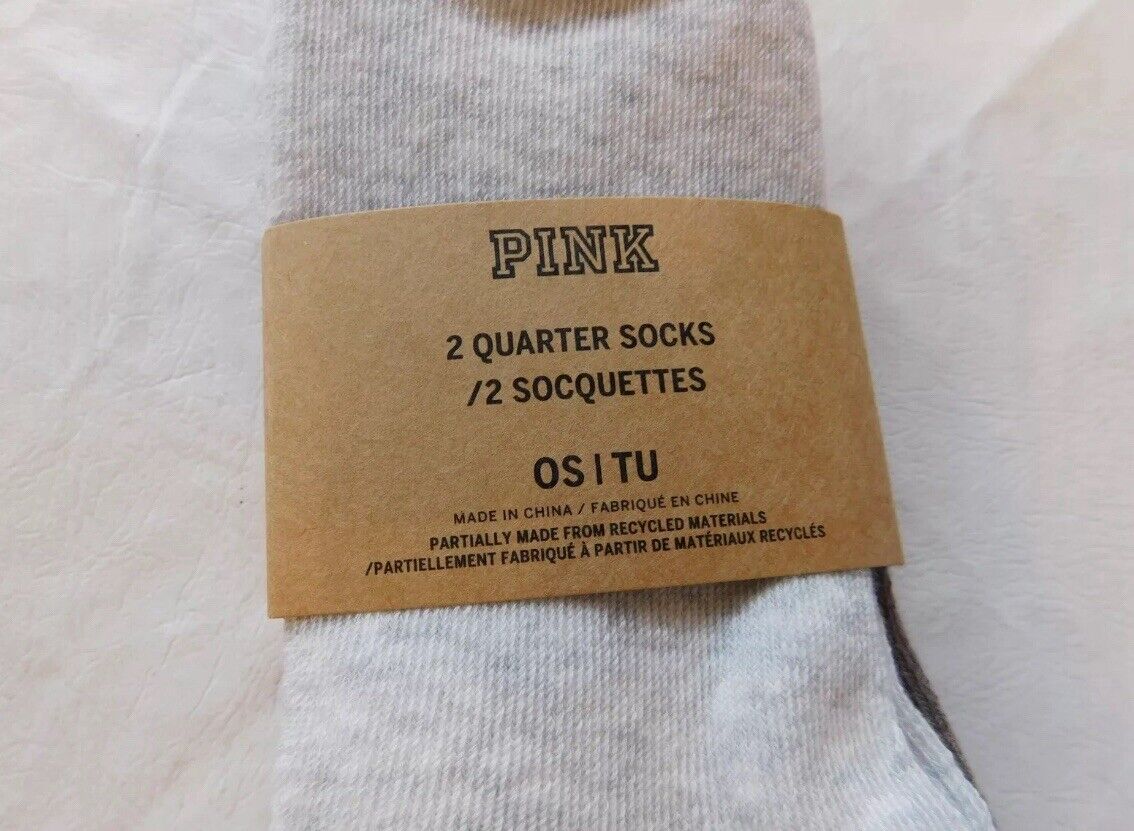 PINK
2 QUARTER SOCKS
/2 SOCQUETTES
OS | TU
MADE IN CHINA / FABRIQUÉ EN CHINE
PARTIALLY MADE FROM RECYCLED MATERIALS
/PARTIELLEMENT FABRIQUÉ À PARTIR DE MATÉRIAUX RECYCLÉS